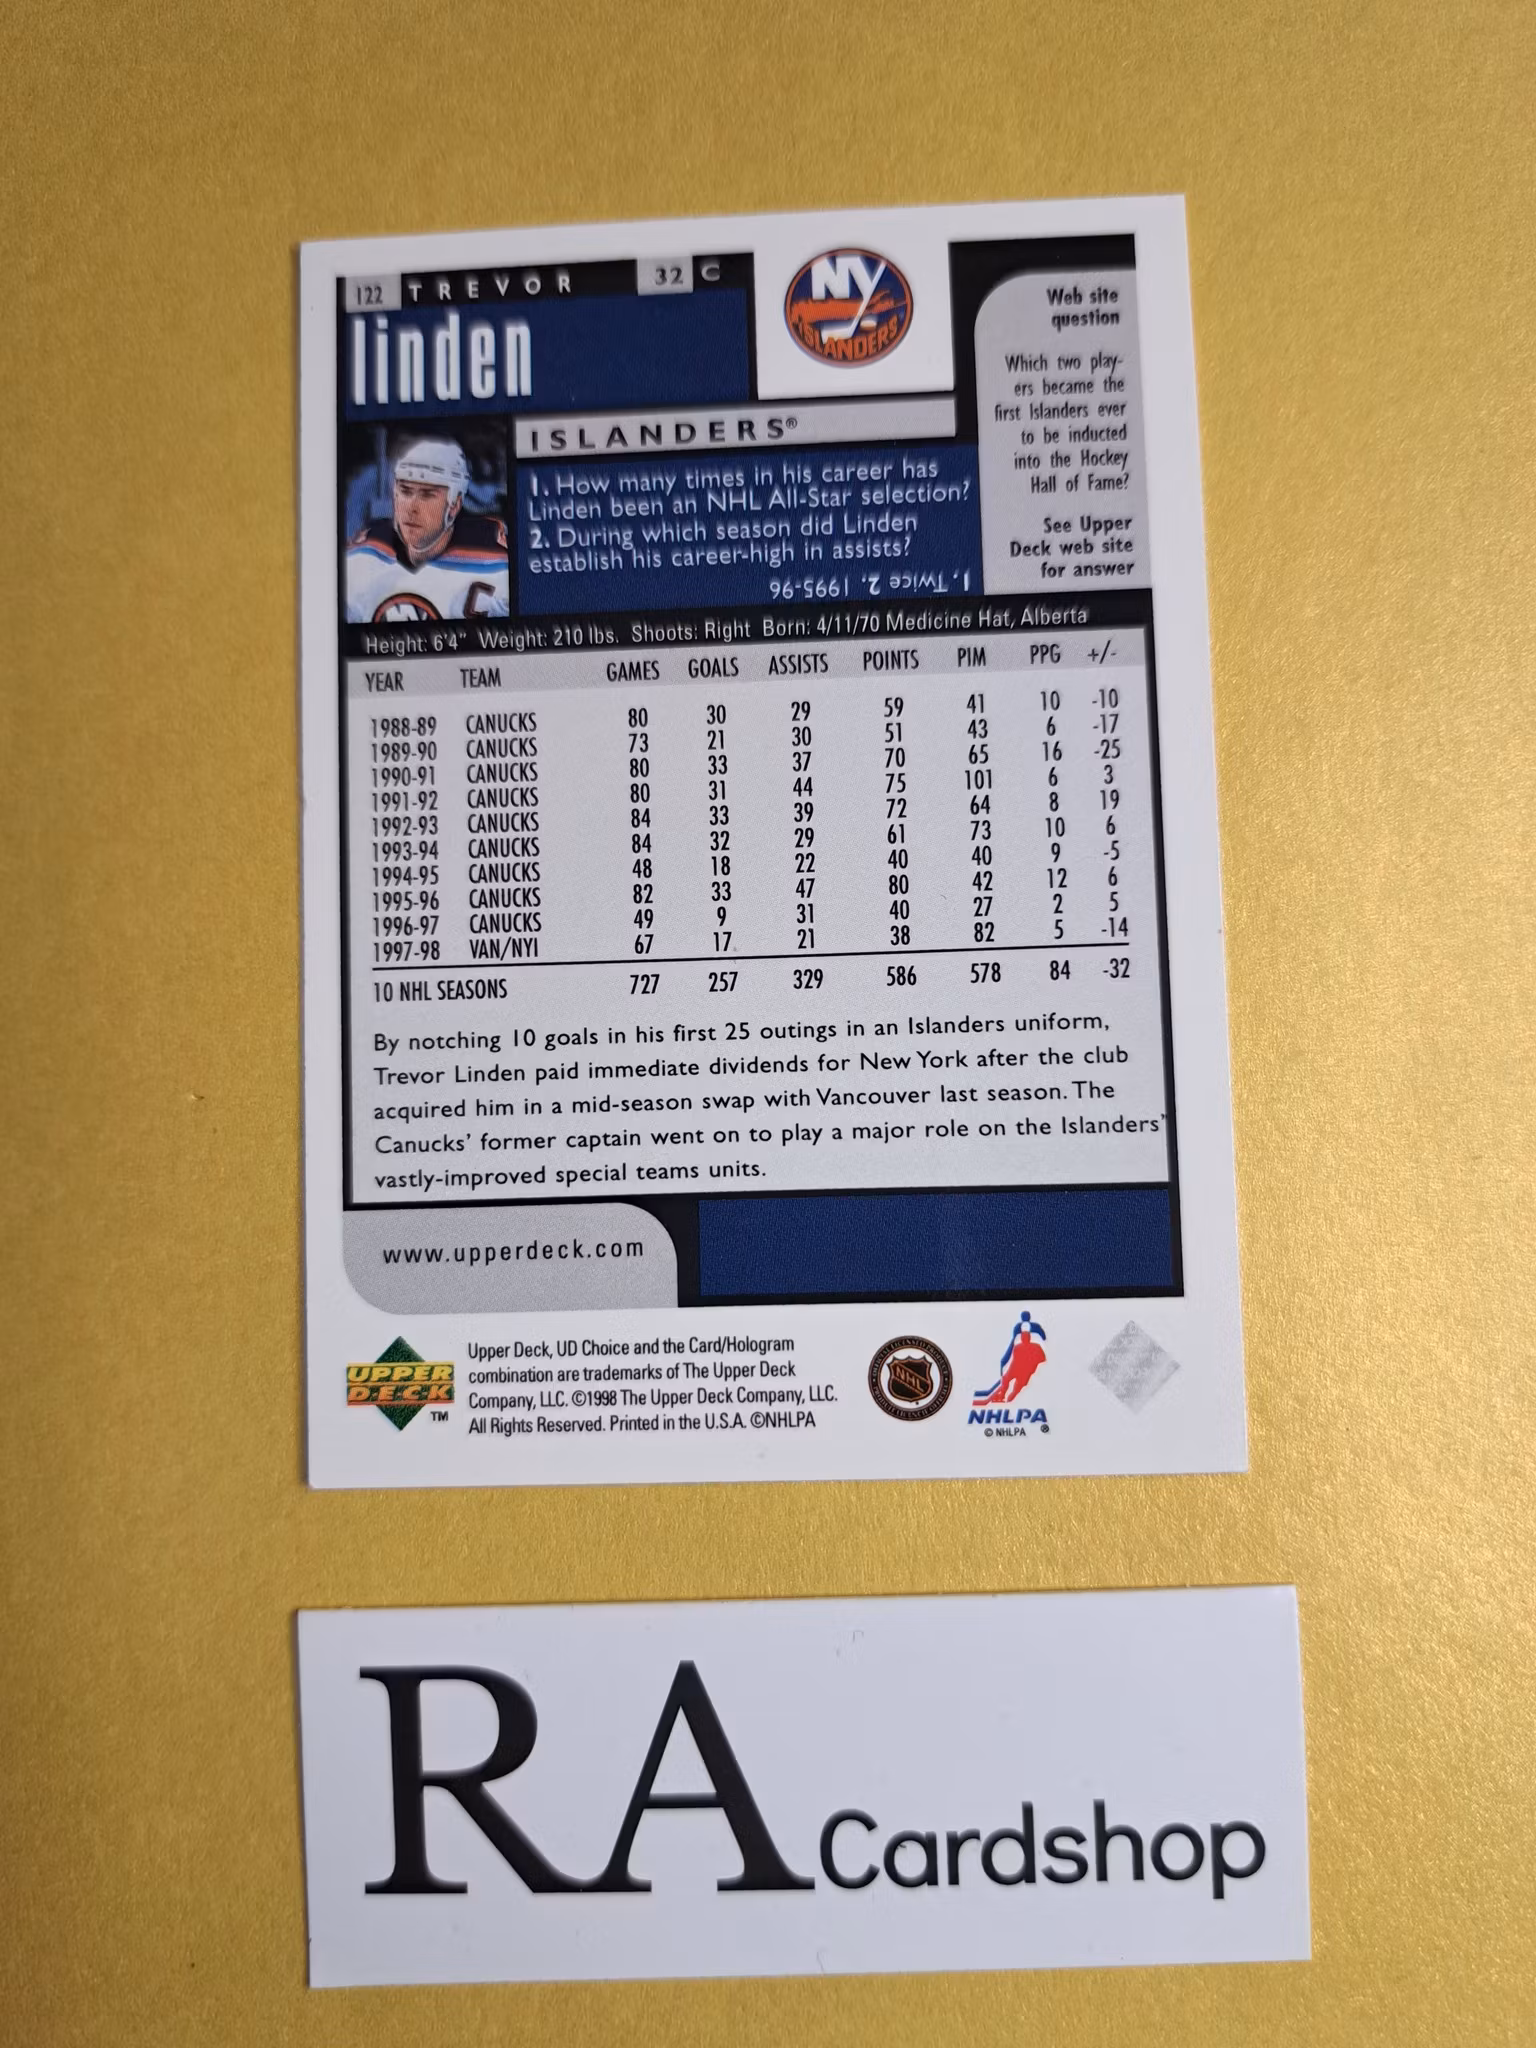 122 TREVOR 32 C
linden
NY
ISLANDERS
ISLANDERS®
1. How many times in his career has
Linden been an NHL All-Star selection?
2. During which season did Linden
establish his career-high in assists?
1. Twice 2. 1995-96
Web site
question
Which two play-
ers became the
first Islanders ever
to be inducted
into the Hockey
Hall of Fame?
See Upper
Deck web site
for answer
C
Height: 6'4" Weight: 210 lbs. Shoots: Right Born: 4/11/70 Medicine Hat, Alberta
YEAR TEAM GAMES GOALS ASSISTS POINTS PIM PPG +/-
1988-89 CANUCKS 80 30 29 59 41 10 -10
1989-90 CANUCKS 73 21 30 51 43 6 -17
1990-91 CANUCKS 80 33 37 70 65 16 -25
1991-92 CANUCKS 80 31 44 75 101 6 3
1992-93 CANUCKS 84 33 39 72 64 8 19
1993-94 CANUCKS 84 32 29 61 73 10 6
1994-95 CANUCKS 48 18 22 40 40 9 -5
1995-96 CANUCKS 82 33 47 80 42 12 6
1996-97 CANUCKS 49 9 31 40 27 2 5
1997-98 VAN/NYI 67 17 21 38 82 5 -14
10 NHL SEASONS 727 257 329 586 578 84 -32
By notching 10 goals in his first 25 outings in an Islanders uniform,
Trevor Linden paid immediate dividends for New York after the club
acquired him in a mid-season swap with Vancouver last season. The
Canucks' former captain went on to play a major role on the Islanders'
vastly-improved special teams units.
www.upperdeck.com
UPPER
DECK
TM
Upper Deck, UD Choice and the Card/Hologram
combination are trademarks of The Upper Deck
Company, LLC. ©1998 The Upper Deck Company, LLC.
All Rights Reserved. Printed in the U.S.A. ©NHLPA
NHL
NHLPA
© NHLPA ®
RA Cardshop